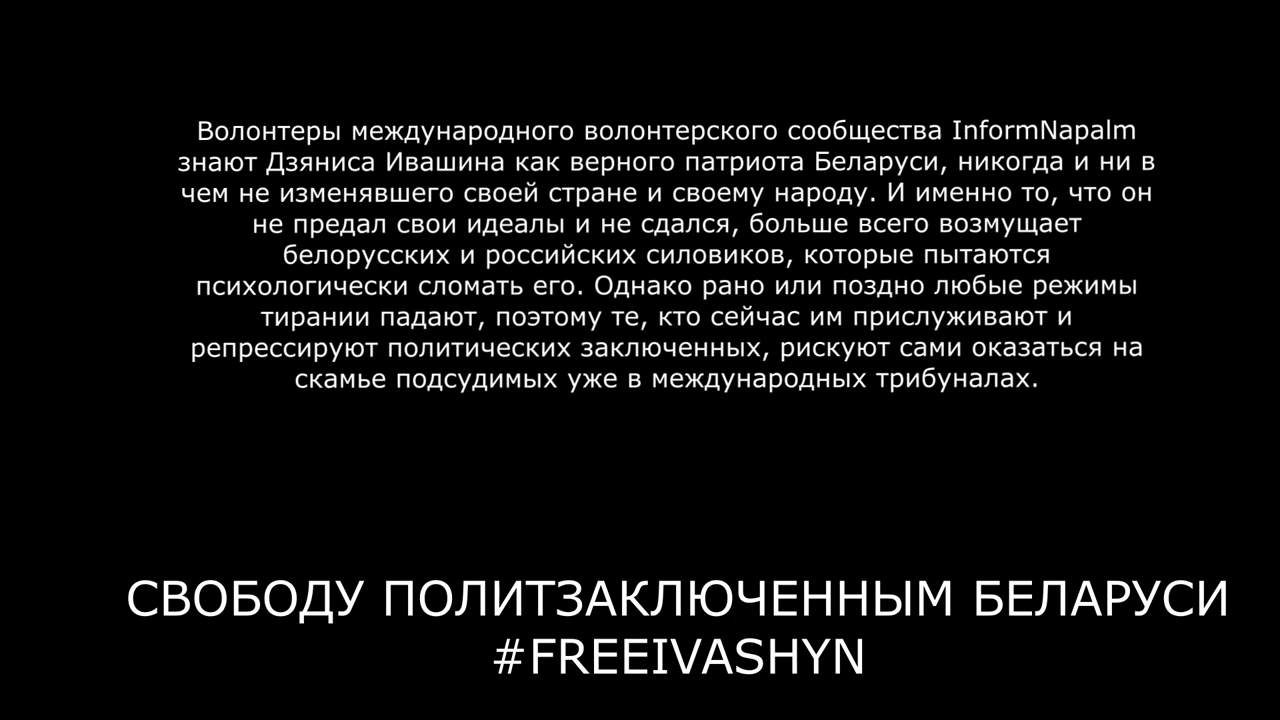 Волонтеры международного волонтерского сообщества InformNapalm
знают Дзяниса Ивашина как верного патриота Беларуси, никогда и ни в
чем не изменявшего своей стране и своему народу. И именно то, что он
не предал свои идеалы и не сдался, больше всего возмущает
белорусских и российских силовиков, которые пытаются
психологически сломать его. Однако рано или поздно любые режимы
тирании падают, поэтому те, кто сейчас им прислуживают и
репрессируют политических заключенных, рискуют сами оказаться на
скамье подсудимых уже в международных трибуналах.
СВОБОДУ ПОЛИТЗАКЛЮЧЕННЫМ БЕЛАРУСИ
#FREEIVASHYN